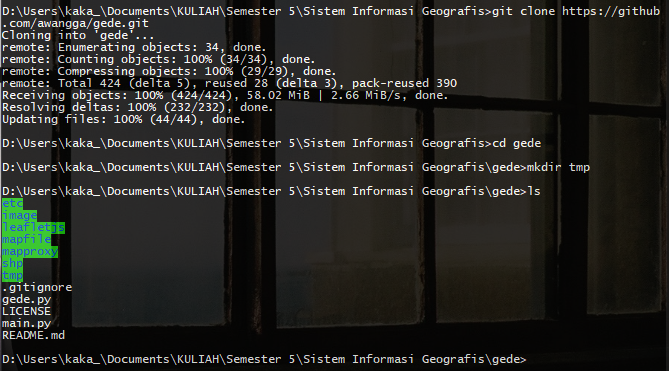 D:\Users\kaka_\Documents\KULIAH\Semester 5\Sistem Informasi Geografis>git clone https://github
.com/awangga/gede.git
Cloning into 'gede'...
remote: Enumerating objects: 34, done.
remote: Counting objects: 100% (34/34), done.
remote: Compressing objects: 100% (29/29), done.
remote: Total 424 (delta 5), reused 28 (delta 3), pack-reused 390
Receiving objects: 100% (424/424), 58.02 MiB | 2.66 MiB/s, done.
Resolving deltas: 100% (232/232), done.
Updating files: 100% (44/44), done.
D:\Users\kaka_\Documents\KULIAH\Semester 5\Sistem Informasi Geografis>cd gede
D:\Users\kaka_\Documents\KULIAH\Semester 5\Sistem Informasi Geografis\gede>mkdir tmp
D:\Users\kaka_\Documents\KULIAH\Semester 5\Sistem Informasi Geografis\gede>ls
etc
image
leafletjs
mapfile
mapproxy
shp
tmp
.gitignore
gede.py
LICENSE
main.py
README.md
D:\Users\kaka_\Documents\KULIAH\Semester 5\Sistem Informasi Geografis\gede>